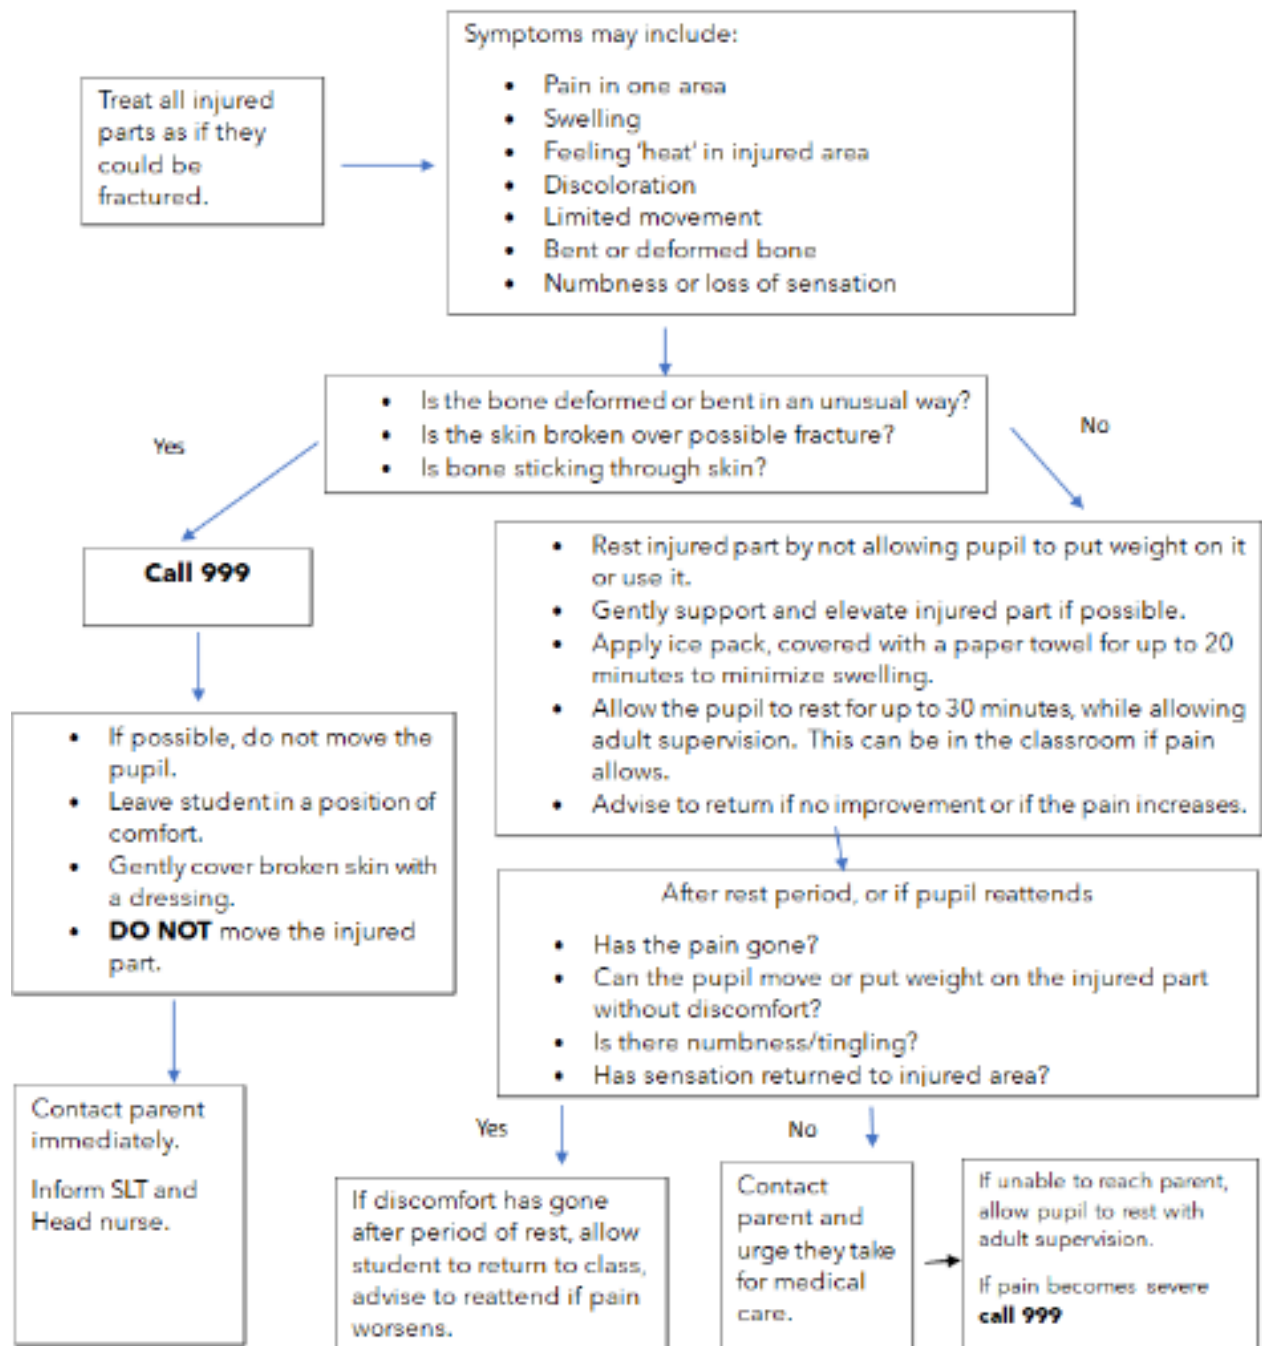 Symptoms may include:
• Pain in one area
• Swelling
• Feeling 'heat' in injured area
• Discoloration
• Limited movement
• Bent or deformed bone
• Numbness or loss of sensation
Treat all injured
parts as if they
could be
fractured.
• Is the bone deformed or bent in an unusual way?
• Is the skin broken over possible fracture?
• Is bone sticking through skin?
Yes
No
Call 999
• If possible, do not move the
pupil.
• Leave student in a position of
comfort.
• Gently cover broken skin with
a dressing.
• DO NOT move the injured
part.
Contact parent
immediately.
Inform SLT and
Head nurse.
• Rest injured part by not allowing pupil to put weight on it
or use it.
• Gently support and elevate injured part if possible.
• Apply ice pack, covered with a paper towel for up to 20
minutes to minimize swelling.
• Allow the pupil to rest for up to 30 minutes, while allowing
adult supervision. This can be in the classroom if pain
allows.
• Advise to return if no improvement or if the pain increases.
After rest period, or if pupil reattends
• Has the pain gone?
• Can the pupil move or put weight on the injured part
without discomfort?
• Is there numbness/tingling?
• Has sensation returned to injured area?
Yes
No
If discomfort has gone
after period of rest, allow
student to return to class,
advise to reattend if pain
worsens.
Contact
parent and
urge they take
for medical
care.
If unable to reach parent,
allow pupil to rest with
adult supervision.
If pain becomes severe
call 999